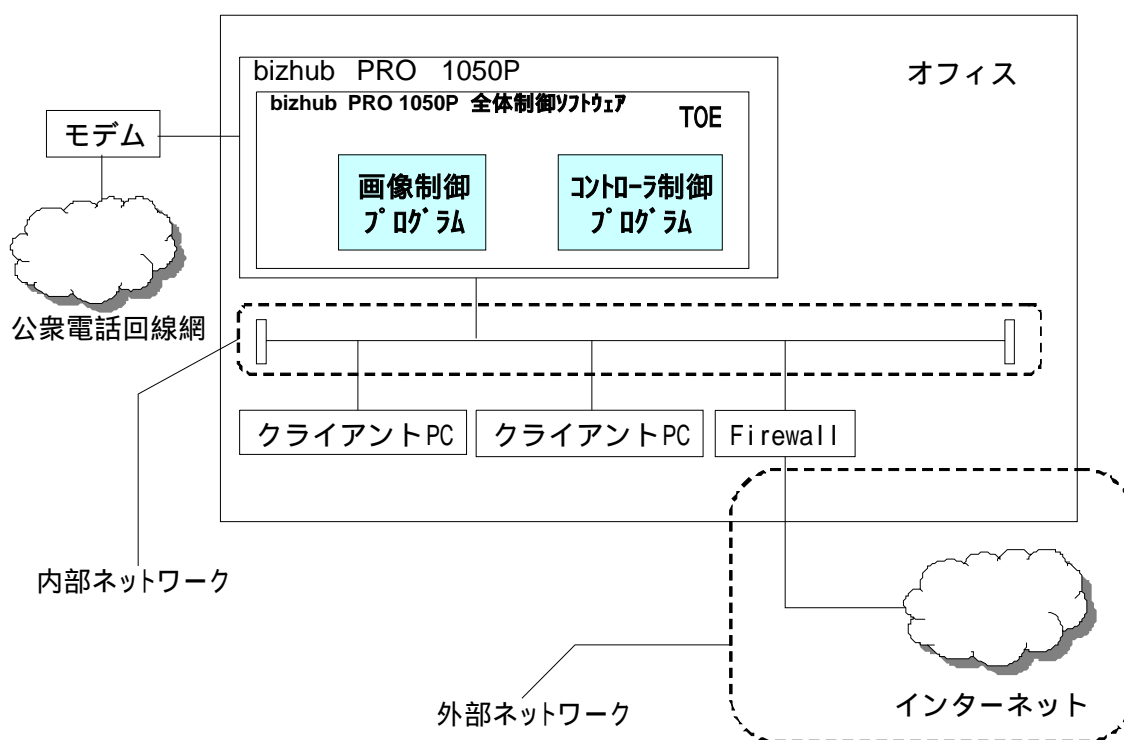 bizhub PRO 1050P
オフィス
bizhub PRO 1050P 全体制御ソフトウェア
TOE
モデム
画像制御
プログラム
コントローラ制御
プログラム
公衆電話回線網
クライアントPC
クライアントPC
Firewall
内部ネットワーク
インターネット
外部ネットワーク